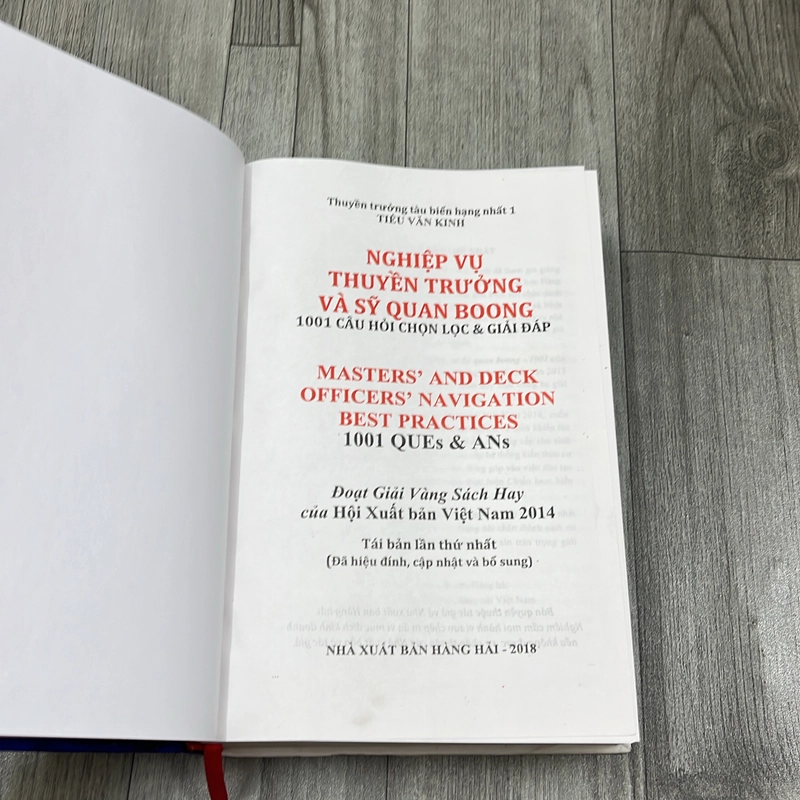 Thuyền trưởng tàu biển hạng nhất 1
TIẾU VĂN KINH
NGHIỆP VỤ
THUYỀN TRƯỞNG
VÀ SỸ QUAN BOONG
1001 CÂU HỎI CHỌN LỌC & GIẢI ĐÁP
MASTERS' AND DECK
OFFICERS' NAVIGATION
BEST PRACTICES
1001 QUEs & ANs
Đoạt Giải Vàng Sách Hay
của Hội Xuất bản Việt Nam 2014
Tái bản lần thứ nhất
(Đã hiệu đính, cập nhật và bổ sung)
NHÀ XUẤT BẢN HÀNG HẢI - 2018